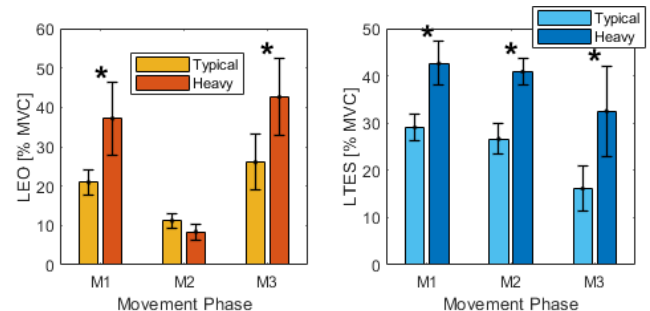 60
50
40
30
20
10
0
LEO [% MVC]
*
*
Typical
Heavy
M1
M2
M3
Movement Phase
50
40
30
20
10
0
LTES [% MVC]
*
*
*
Typical
Heavy
M1
M2
M3
Movement Phase